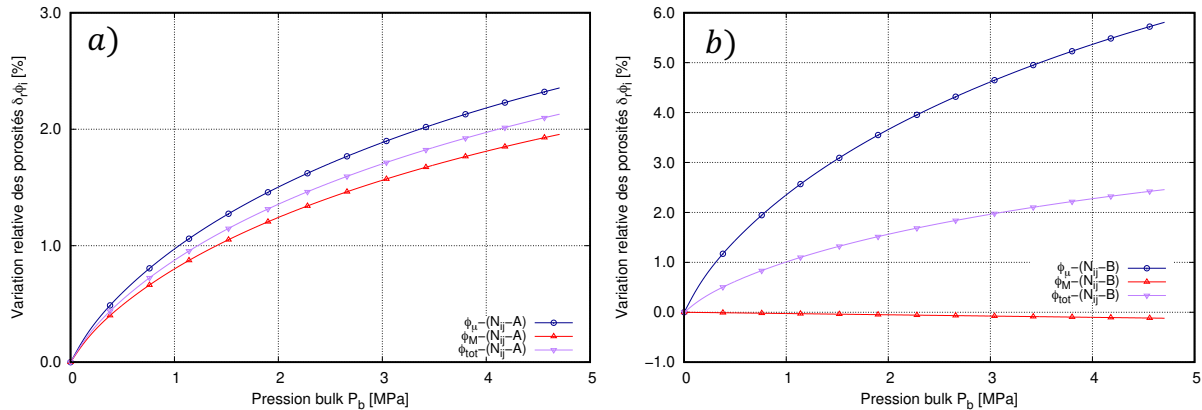 a)
Variation relative des porosités δrϕi [%]
3.0
2.0
1.0
0.0
0 1 2 3 4 5
Pression bulk Pb [MPa]
ϕμ−(Nij−A)
ϕM−(Nij−A)
ϕtot−(Nij−A)
b)
Variation relative des porosités δrϕi [%]
6.0
5.0
4.0
3.0
2.0
1.0
0.0
−1.0
0 1 2 3 4 5
Pression bulk Pb [MPa]
ϕμ−(Nij−B)
ϕM−(Nij−B)
ϕtot−(Nij−B)